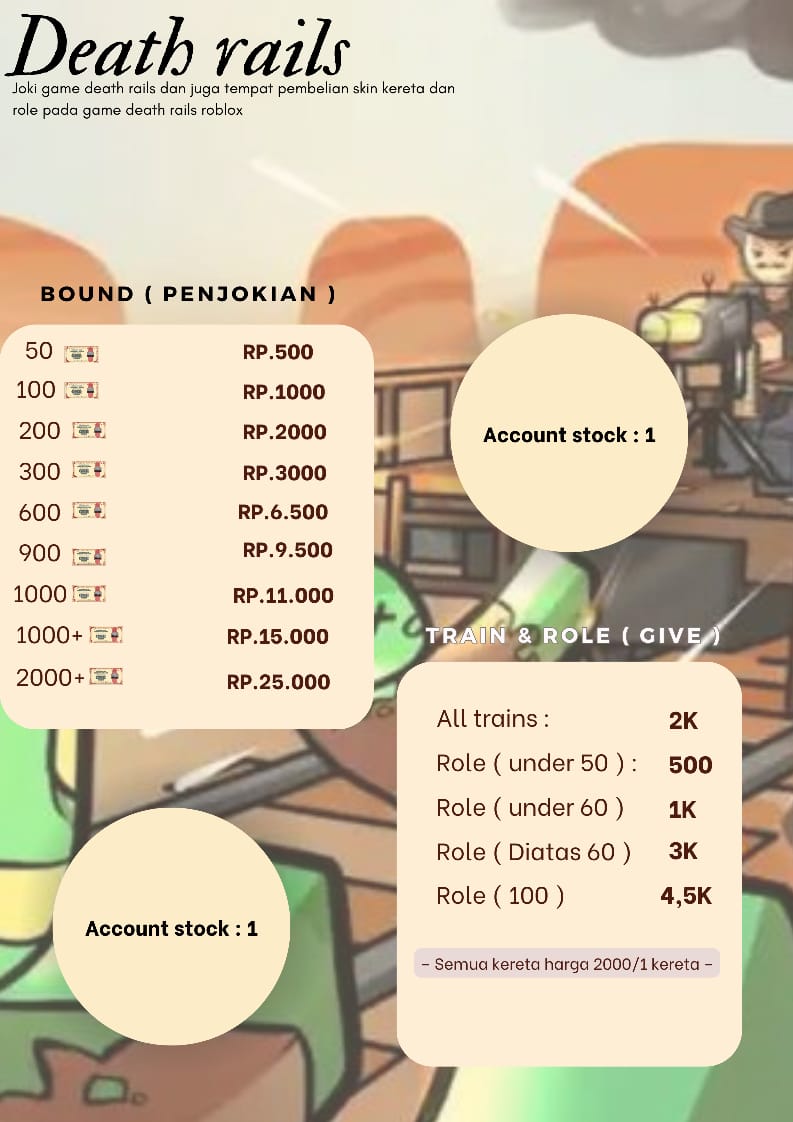 Death rails
Joki game death rails dan juga tempat pembelian skin kereta dan
role pada game death rails roblox
BOUND ( PENJOKIAN )
50 RP.500
100 RP.1000
200 RP.2000
300 RP.3000
600 RP.6.500
900 RP.9.500
1000 RP.11.000
1000+ RP.15.000
2000+ RP.25.000
Account stock : 1
TRAIN & ROLE ( GIVE )
All trains : 2K
Role ( under 50 ) : 500
Role ( under 60 ) 1K
Role ( Diatas 60 ) 3K
Role ( 100 ) 4,5K
– Semua kereta harga 2000/1 kereta –
Account stock : 1